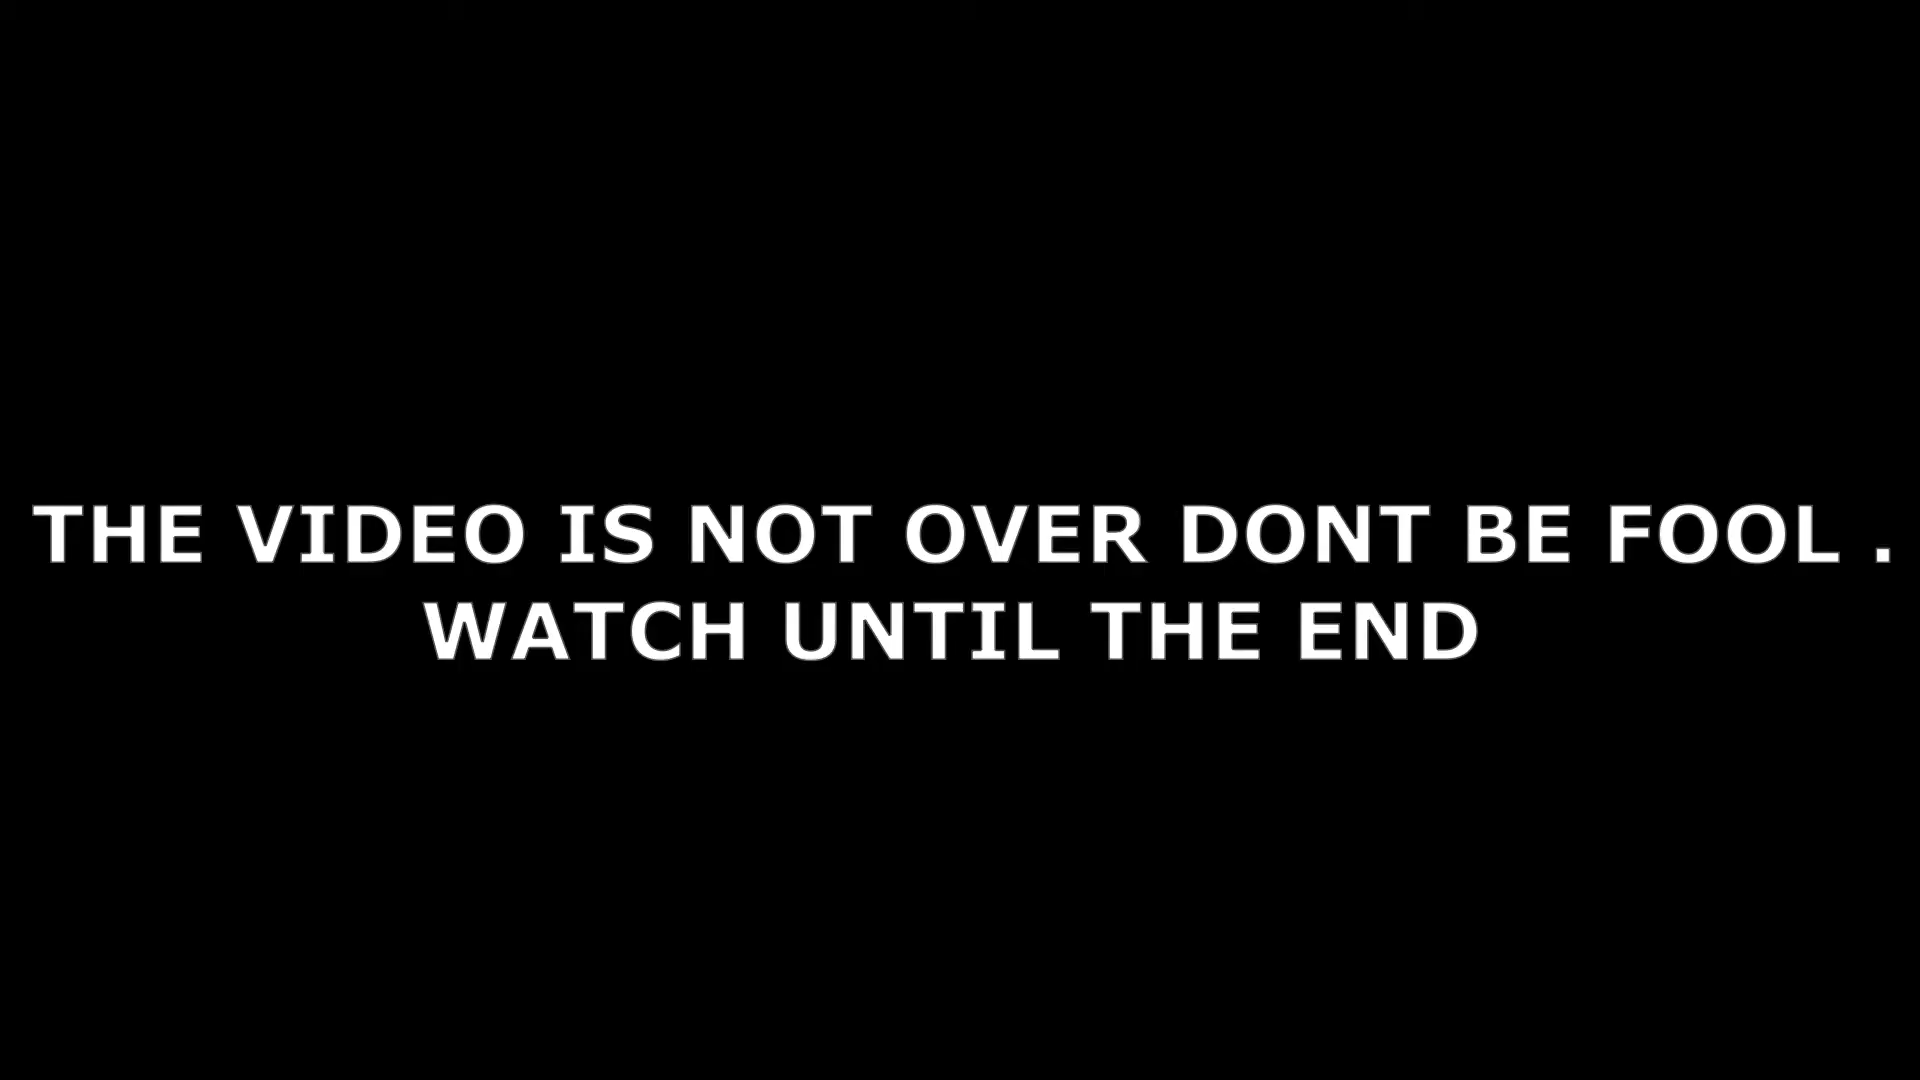 THE VIDEO IS NOT OVER DONT BE FOOL .
WATCH UNTIL THE END